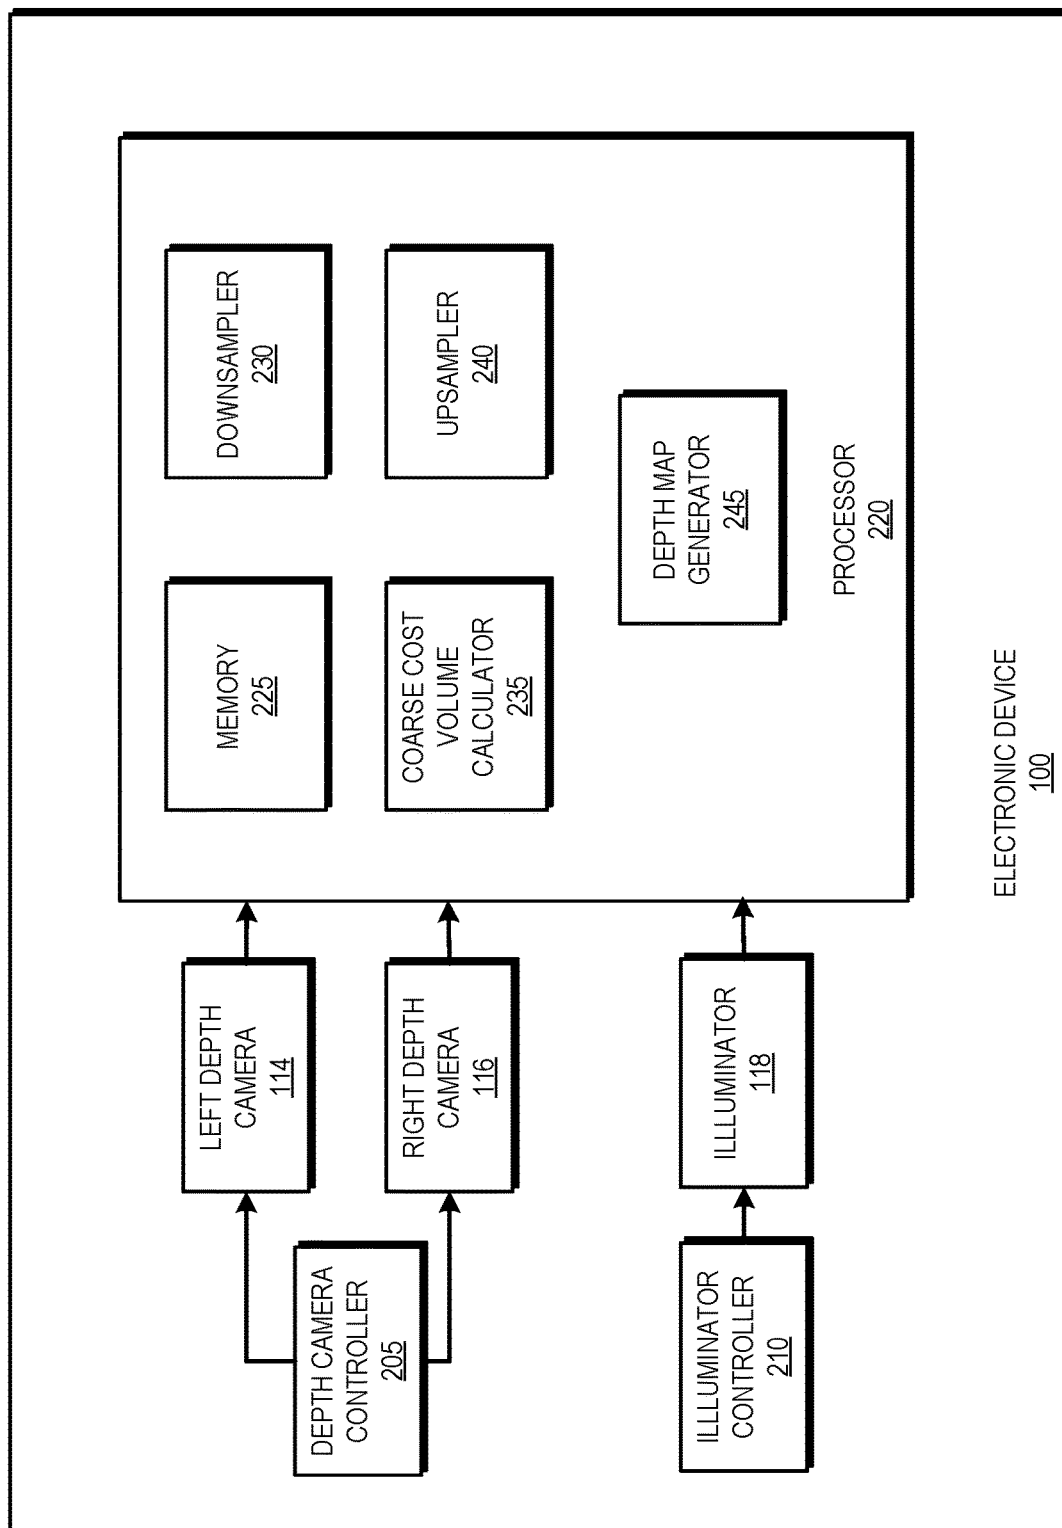 DEPTH CAMERA
CONTROLLER
205
LEFT DEPTH
CAMERA
114
RIGHT DEPTH
CAMERA
116
ILLLUMINATOR
CONTROLLER
210
ILLLUMINATOR
118
MEMORY
225
DOWNSAMPLER
230
COARSE COST
VOLUME
CALCULATOR
235
UPSAMPLER
240
DEPTH MAP
GENERATOR
245
PROCESSOR
220
ELECTRONIC DEVICE
100